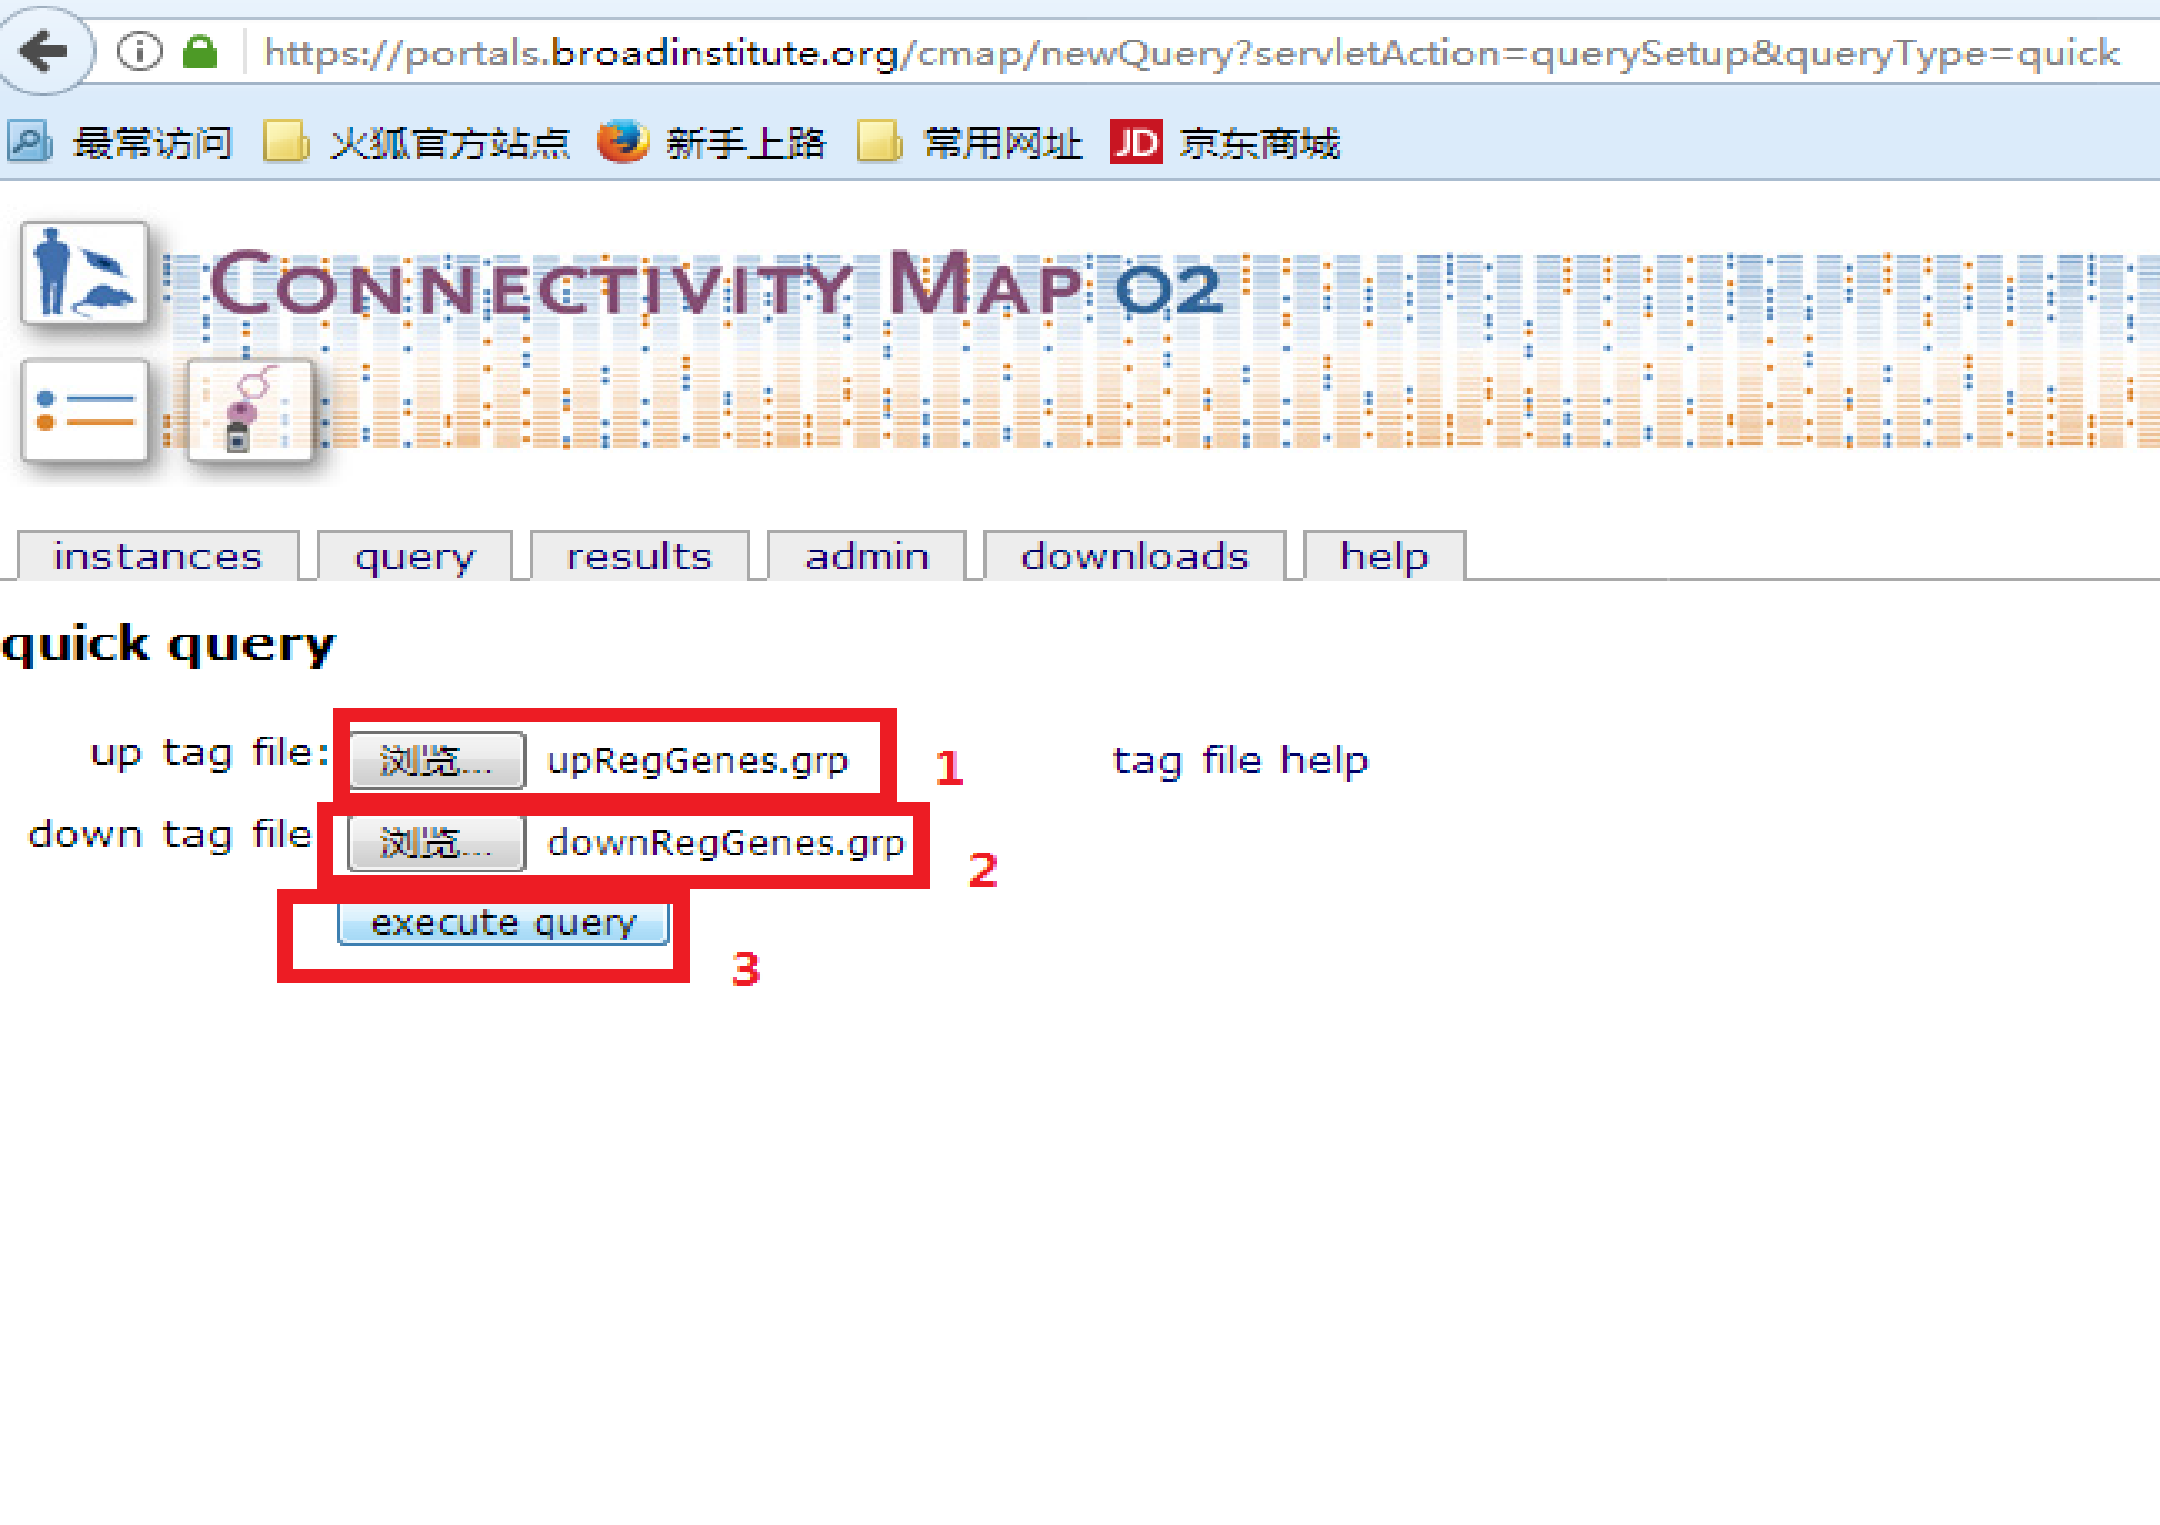 https://portals.broadinstitute.org/cmap/newQuery?servletAction=querySetup&queryType=quick
最常访问 火狐官方站点 新手上路 常用网址 JD 京东商城
CONNECTIVITY MAP 02
instances query results admin downloads help
quick query
up tag file: 浏览... upRegGenes.grp 1 tag file help
down tag file 浏览... downRegGenes.grp 2
execute query 3